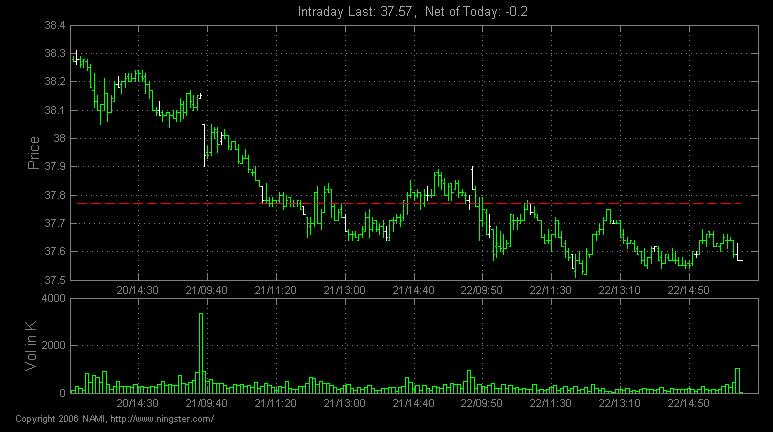 Intraday Last: 37.57, Net of Today: -0.2
38.4
38.3
38.2
38.1
38
37.9
37.8
37.7
37.6
37.5
Price
20/14:30 21/09:40 21/11:20 21/13:00 21/14:40 22/09:50 22/11:30 22/13:10 22/14:50
4000
2000
0
Vol in K
20/14:30 21/09:40 21/11:20 21/13:00 21/14:40 22/09:50 22/11:30 22/13:10 22/14:50
Copyright 2006 NAMI, http://www.ningster.com/